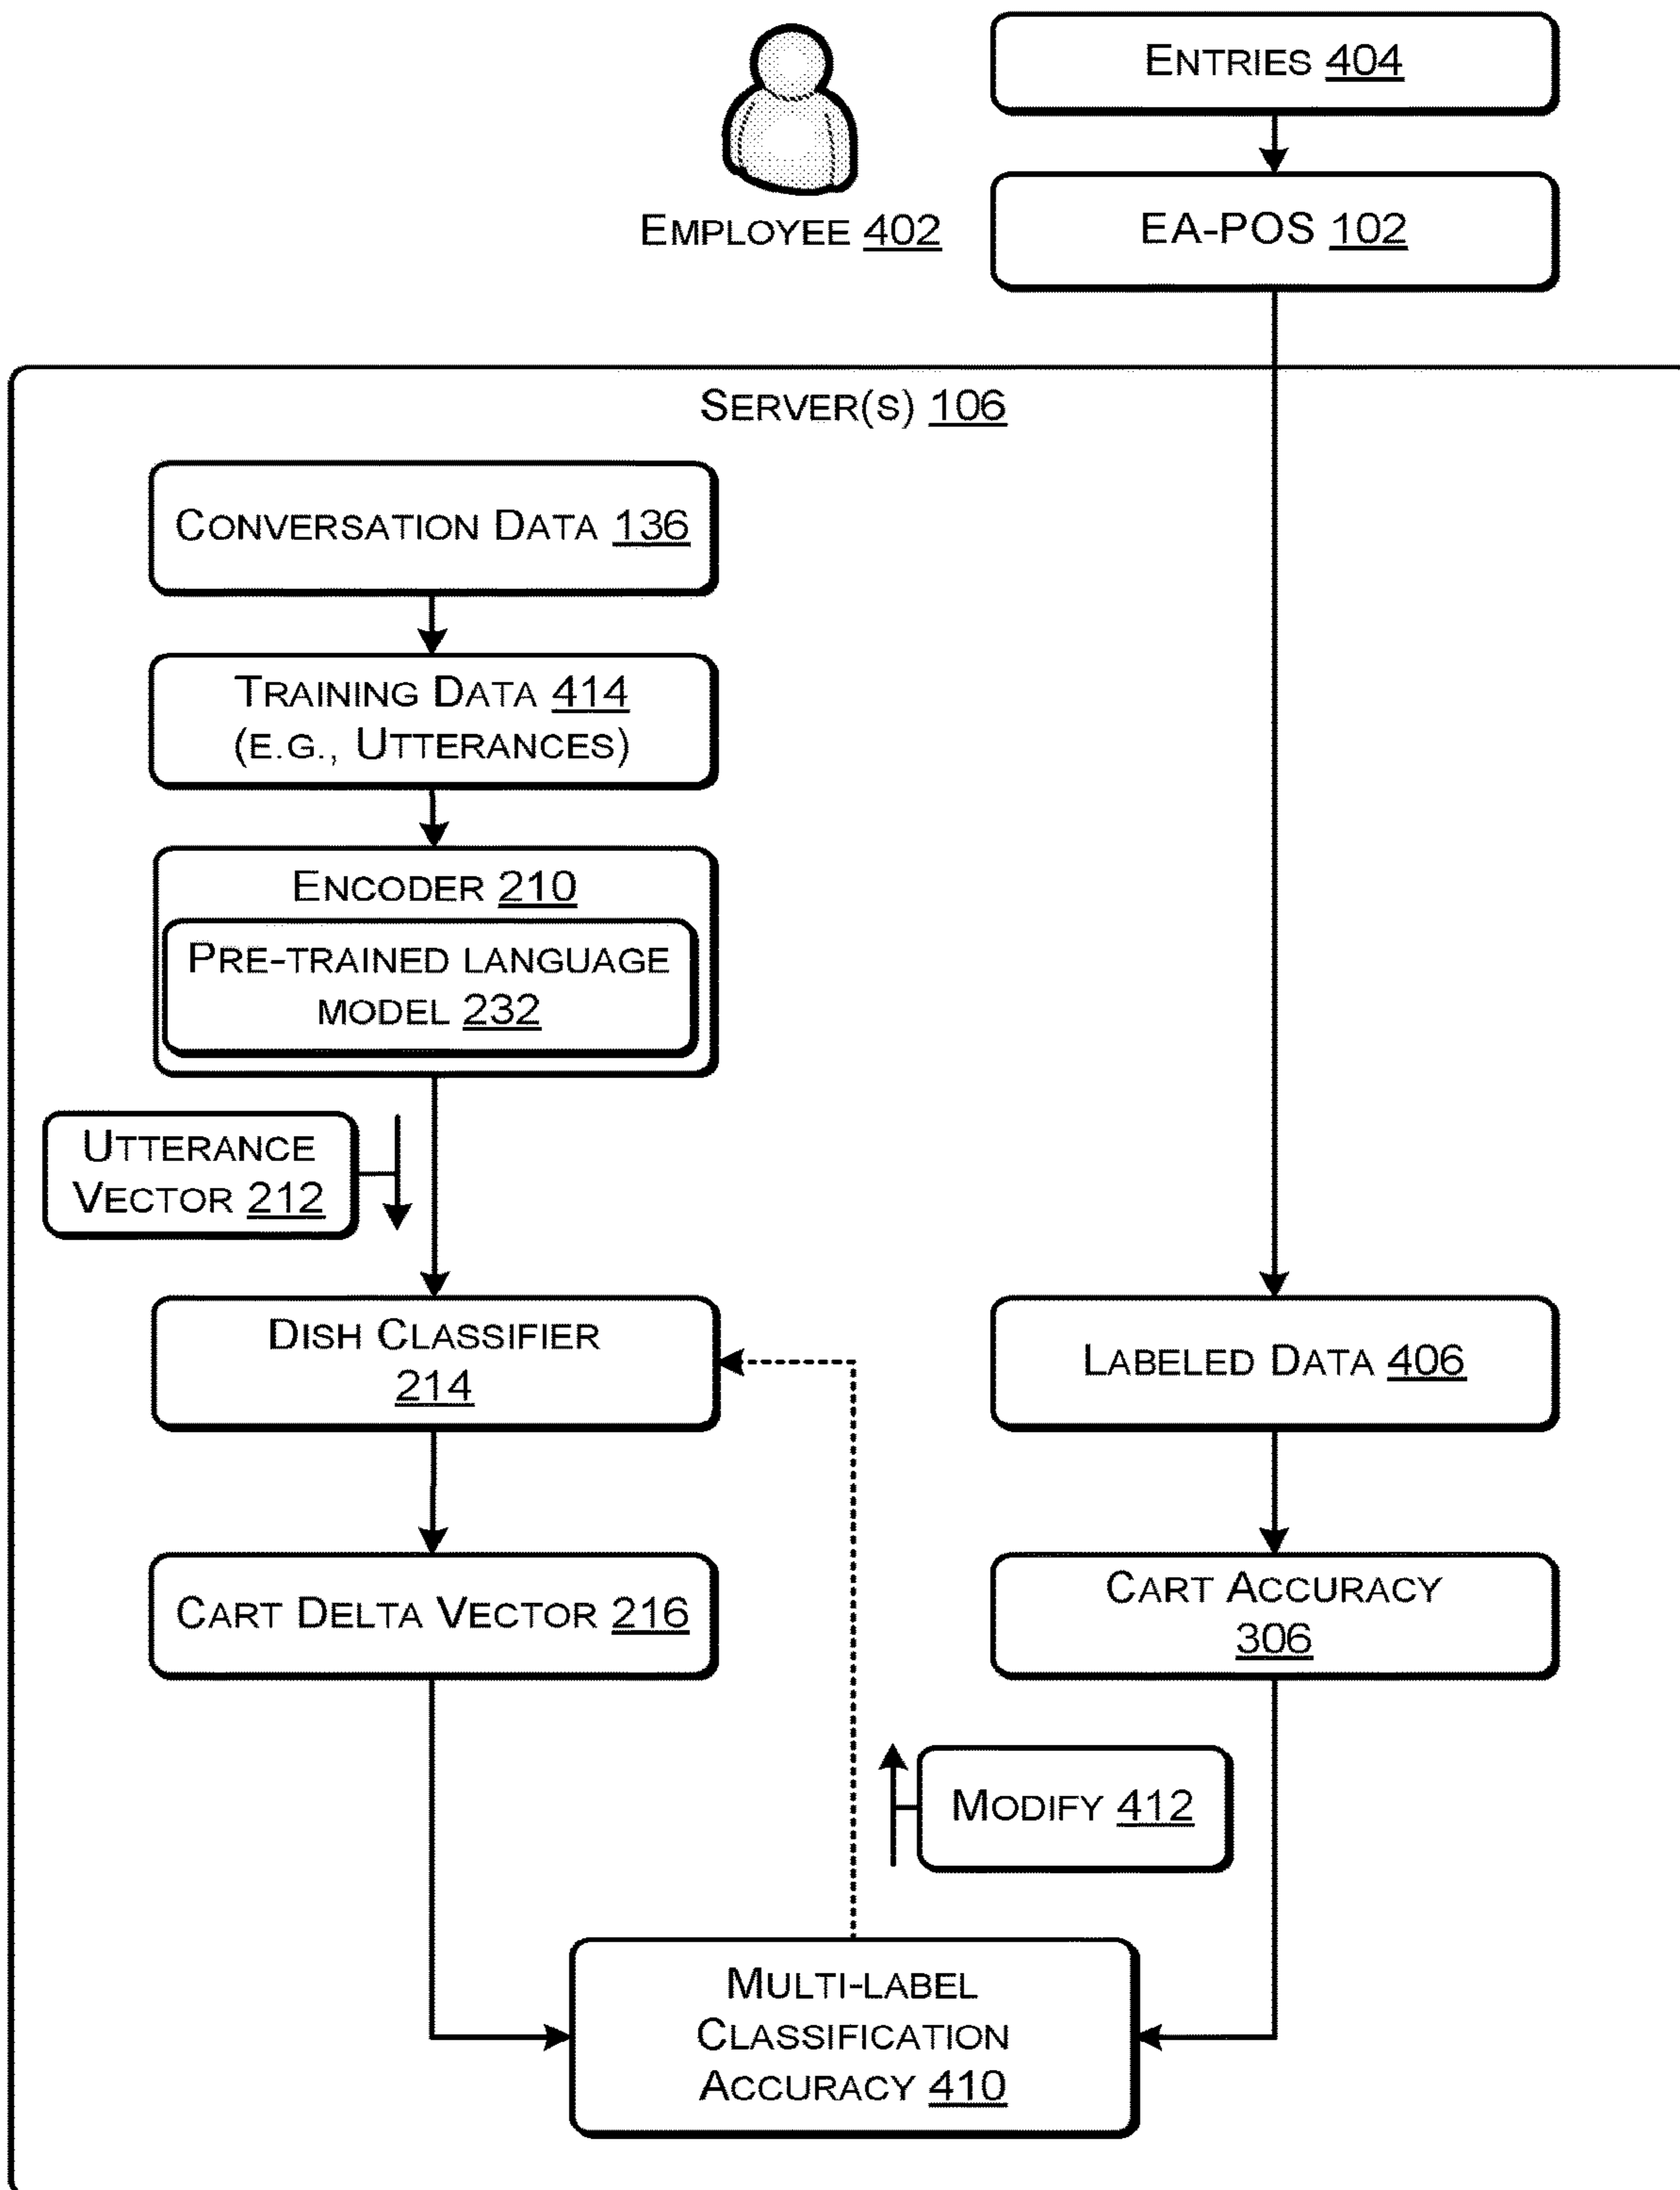 ENTRIES 404
EMPLOYEE 402
EA-POS 102
SERVER(S) 106
CONVERSATION DATA 136
TRAINING DATA 414
(E.G., UTTERANCES)
ENCODER 210
PRE-TRAINED LANGUAGE
MODEL 232
UTTERANCE
VECTOR 212
DISH CLASSIFIER
214
LABELED DATA 406
CART DELTA VECTOR 216
CART ACCURACY
306
MODIFY 412
MULTI-LABEL
CLASSIFICATION
ACCURACY 410